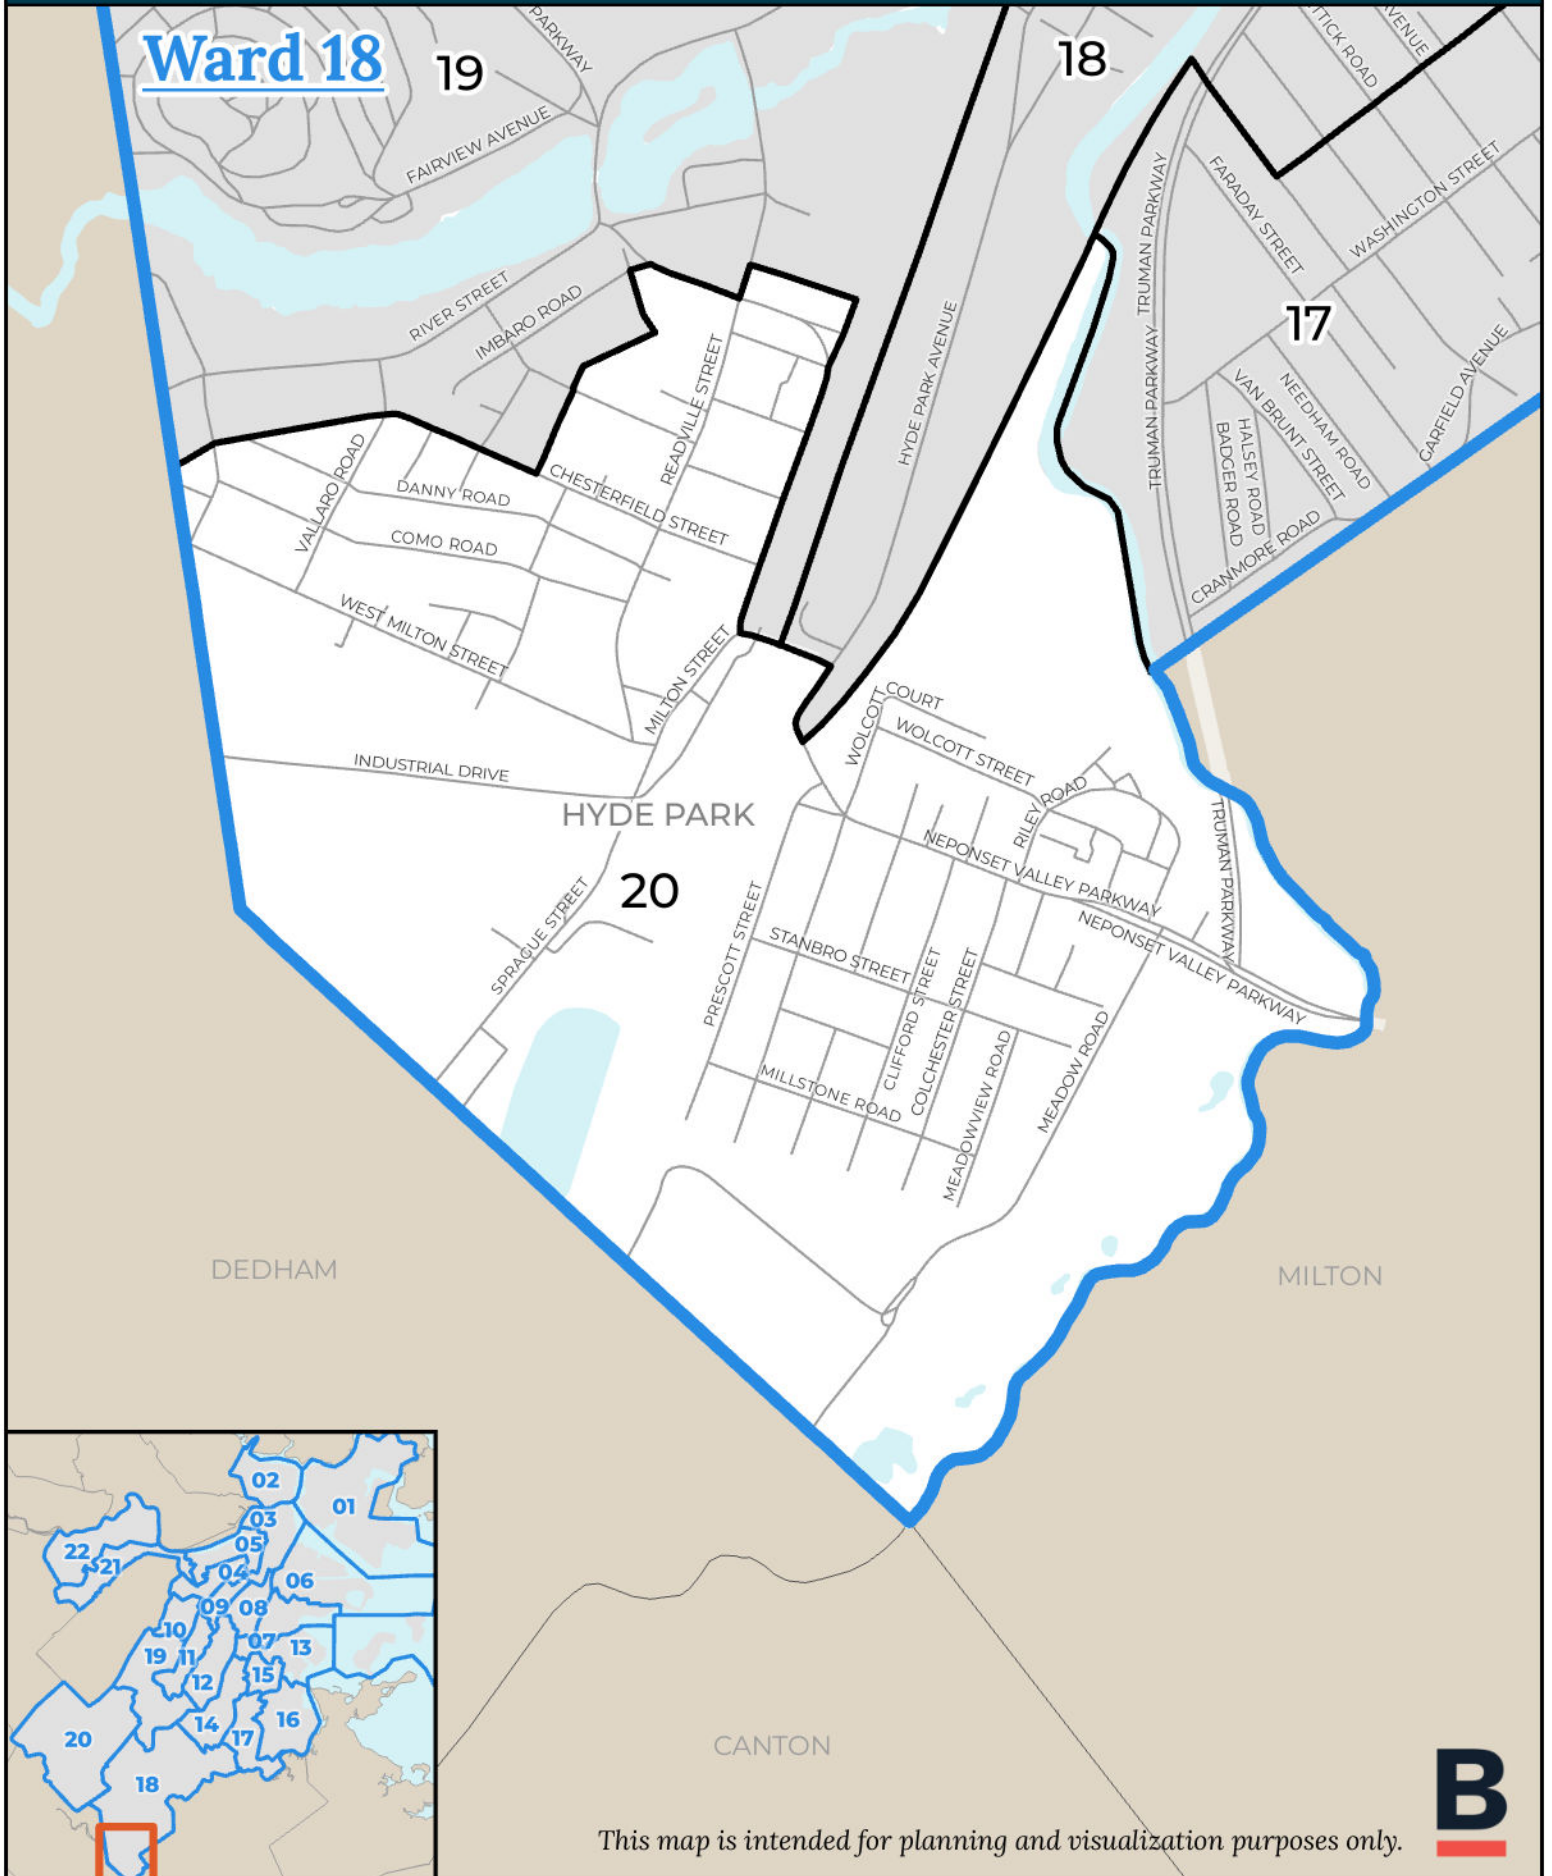 Ward 18
19
18
17
PARKWAY
FAIRVIEW AVENUE
TTICK ROAD
VENUE
TRUMAN PARKWAY
FARADAY STREET
WASHINGTON STREET
RIVER STREET
IMBARO ROAD
READVILLE STREET
HYDE PARK AVENUE
TRUMAN PARKWAY
VAN BRUNT STREET
NEEDHAM ROAD
GARFIELD AVENUE
HALSEY ROAD
BADGER ROAD
CRANMORE ROAD
VALLARO ROAD
DANNY ROAD
CHESTERFIELD STREET
COMO ROAD
WEST MILTON STREET
MILTON STREET
WOLCOTT COURT
WOLCOTT STREET
INDUSTRIAL DRIVE
RILEY ROAD
HYDE PARK
20
NEPONSET VALLEY PARKWAY
TRUMAN PARKWAY
NEPONSET VALLEY PARKWAY
SPRAGUE STREET
PRESCOTT STREET
STANBRO STREET
CLIFFORD STREET
COLCHESTER STREET
MEADOWVIEW ROAD
MEADOW ROAD
MILLSTONE ROAD
DEDHAM
MILTON
CANTON
02
01
03
05
22
21
04
06
09
08
10
07
13
19
11
12
15
14
17
16
20
18
This map is intended for planning and visualization purposes only.
B